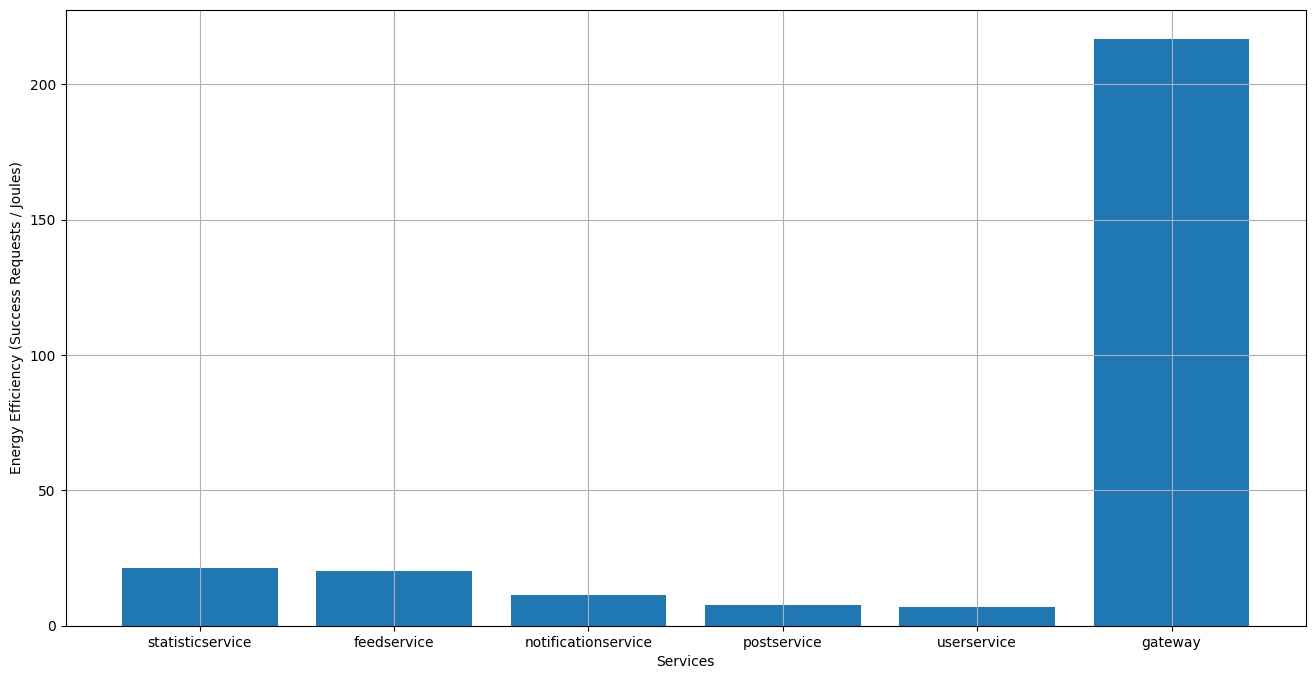 Energy Efficiency (Success Requests / Joules)
200
150
100
50
0
statisticservice feedservice notificationservice postservice userservice gateway
Services